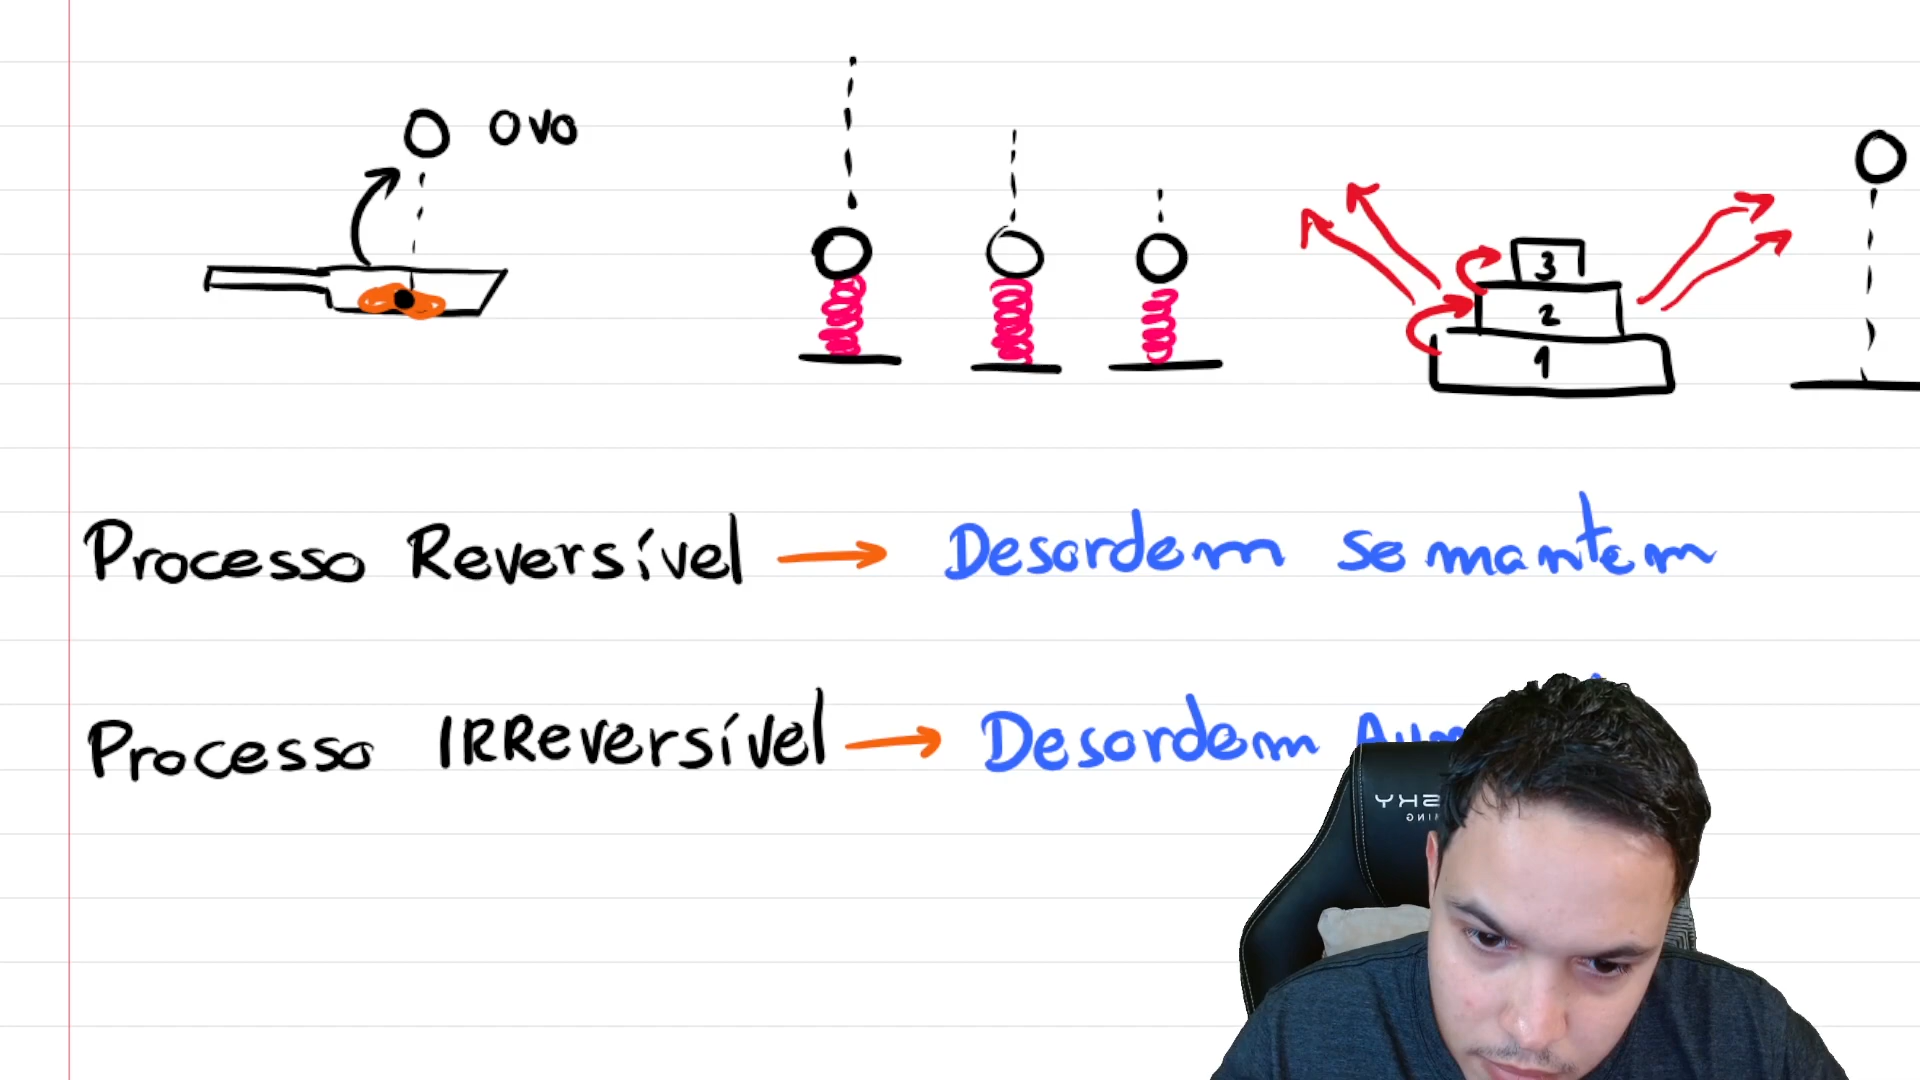 OVO
3
2
1
Processo Reversível → Desordem se mantem
Processo IRReversível → Desordem